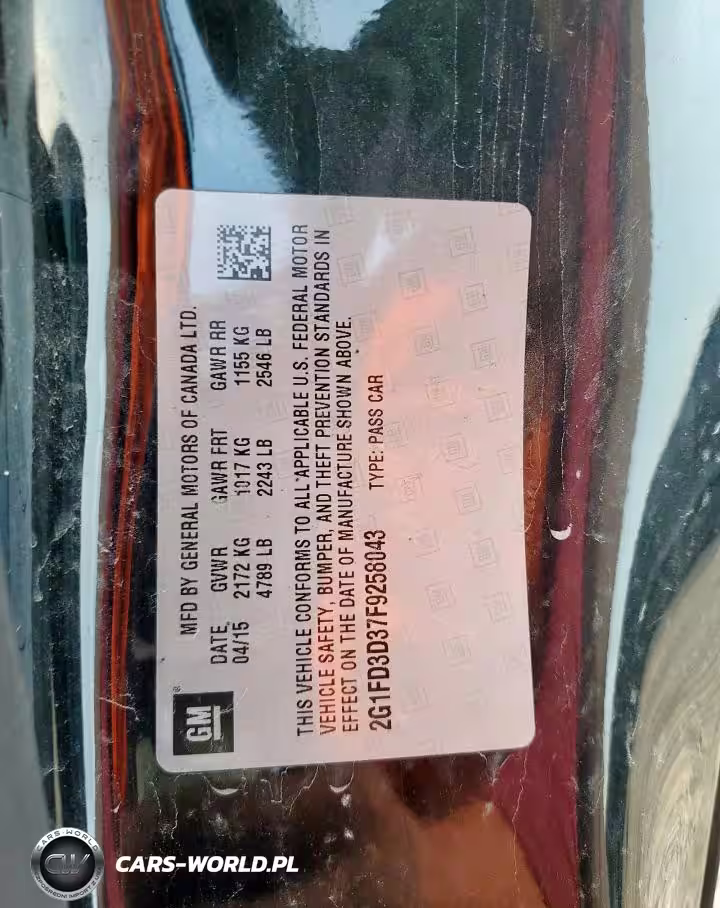 GM®
MFD BY GENERAL MOTORS OF CANADA LTD.
DATE GVWR GAWR FRT GAWR RR
04/15 2172 KG 1017 KG 1155 KG
4789 LB 2243 LB 2546 LB
THIS VEHICLE CONFORMS TO ALL APPLICABLE U.S. FEDERAL MOTOR
VEHICLE SAFETY, BUMPER, AND THEFT PREVENTION STANDARDS IN
EFFECT ON THE DATE OF MANUFACTURE SHOWN ABOVE.
2G1FD3D37F9258043 TYPE: PASS CAR
CARS-WORLD
CW
CARS-WORLD.PL